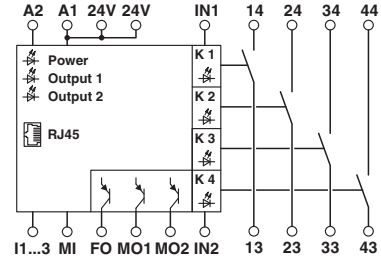 A2 A1 24V 24V IN1 14 24 34 44
Power
Output 1
Output 2
RJ45
K 1
K 2
K 3
K 4
I1...3 MI FO MO1 MO2 IN2 13 23 33 43